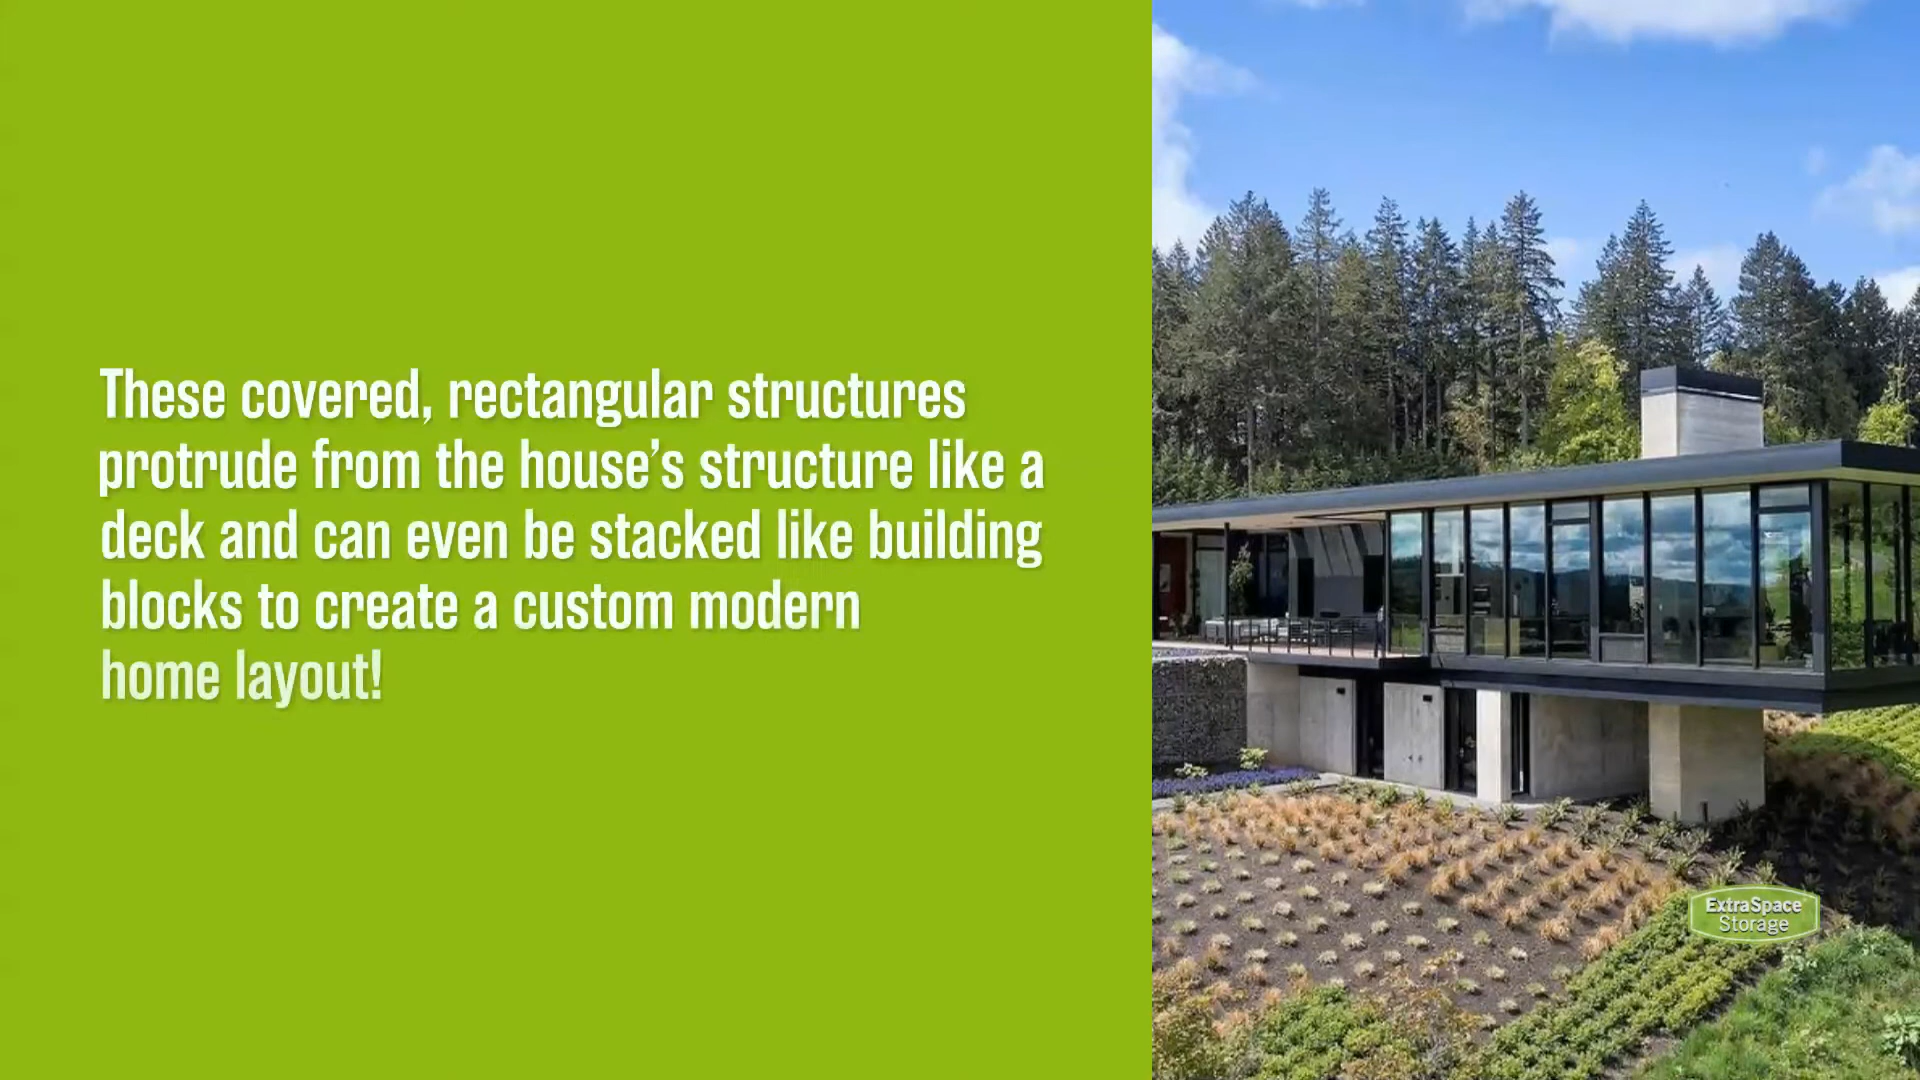 These covered, rectangular structures
protrude from the house’s structure like a
deck and can even be stacked like building
blocks to create a custom modern
home layout!
ExtraSpace
Storage